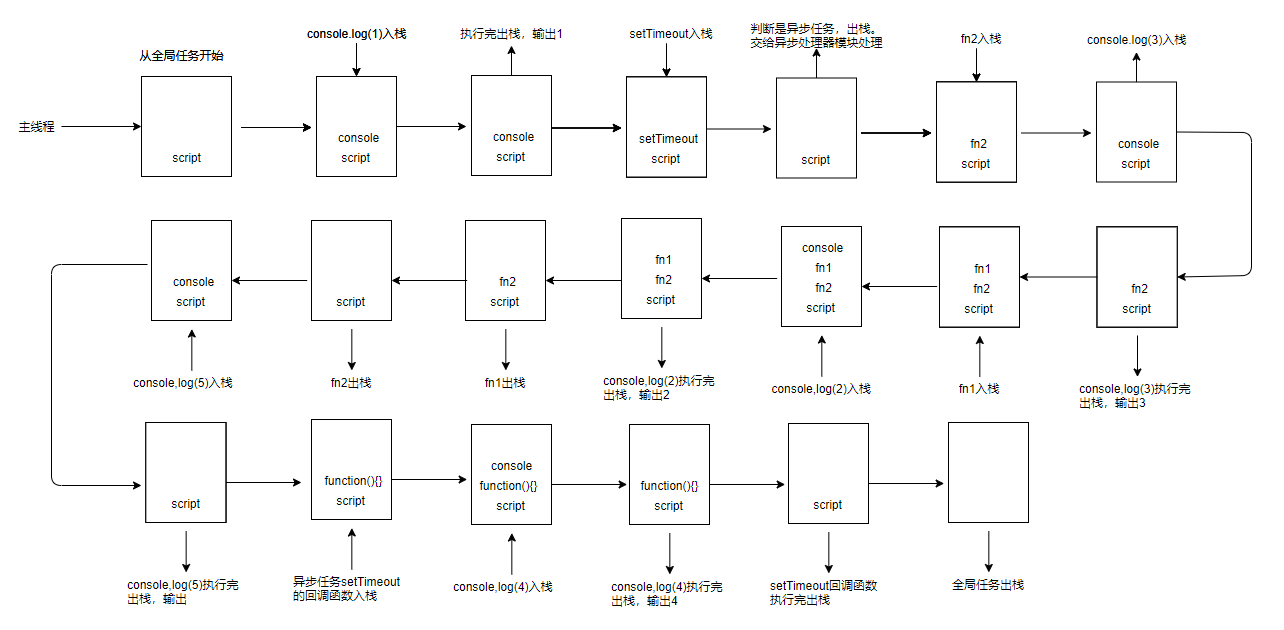 从全局任务开始
console.log(1)入栈
执行完出栈，输出1
setTimeout入栈
判断是异步任务，出栈。
交给异步处理器模块处理
fn2入栈
console.log(3)入栈
主线程
script
console
script
console
script
setTimeout
script
script
fn2
script
console
script
console
script
script
fn2
script
fn1
fn2
script
console
fn1
fn2
script
fn1
fn2
script
fn2
script
console,log(5)入栈
fn2出栈
fn1出栈
console,log(2)执行完
出栈，输出2
console,log(2)入栈
fn1入栈
console,log(3)执行完
出栈，输出3
script
function(){}
script
console
function(){}
script
function(){}
script
script
console,log(5)执行完
出栈，输出
异步任务setTimeout
的回调函数入栈
console,log(4)入栈
console,log(4)执行完
出栈，输出4
setTimeout回调函数
执行完出栈
全局任务出栈